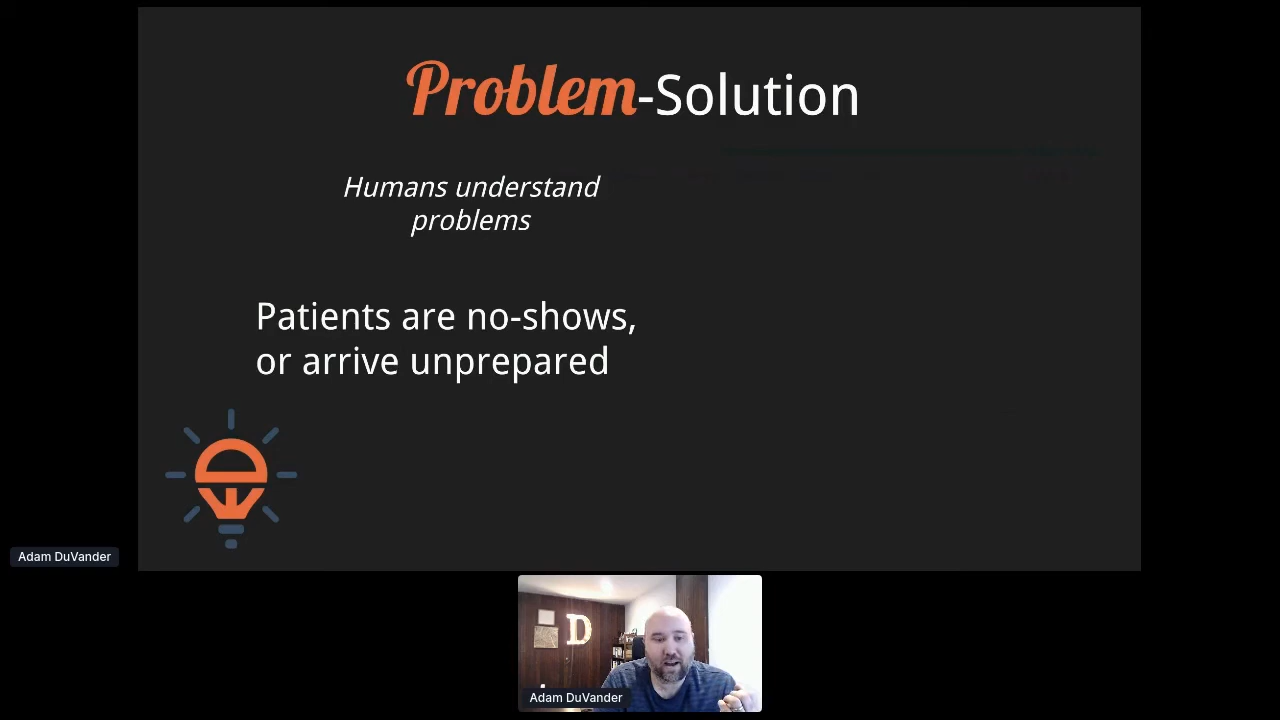 Problem-Solution
Humans understand
problems
Patients are no-shows,
or arrive unprepared
Adam DuVander
D
Adam DuVander